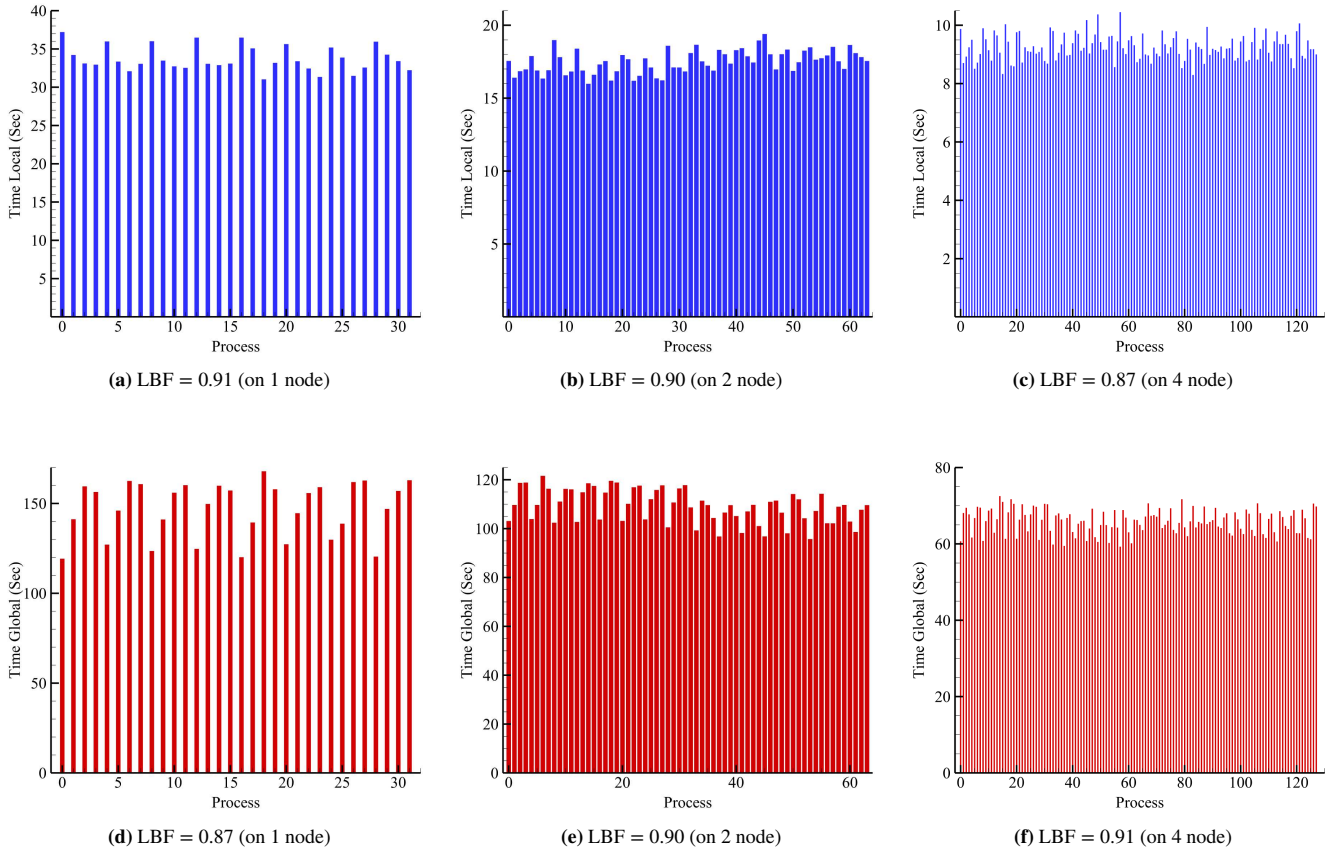 40
35
30
25
20
15
10
5
Time Local (Sec)
0 5 10 15 20 25 30
Process
(a) LBF = 0.91 (on 1 node)
20
15
10
5
Time Local (Sec)
0 10 20 30 40 50 60
Process
(b) LBF = 0.90 (on 2 node)
10
8
6
4
2
Time Local (Sec)
0 20 40 60 80 100 120
Process
(c) LBF = 0.87 (on 4 node)
150
100
50
0
Time Global (Sec)
0 5 10 15 20 25 30
Process
(d) LBF = 0.87 (on 1 node)
120
100
80
60
40
20
0
Time Global (Sec)
0 20 40 60
Process
(e) LBF = 0.90 (on 2 node)
80
60
40
20
0
Time Global (Sec)
0 20 40 60 80 100 120
Process
(f) LBF = 0.91 (on 4 node)